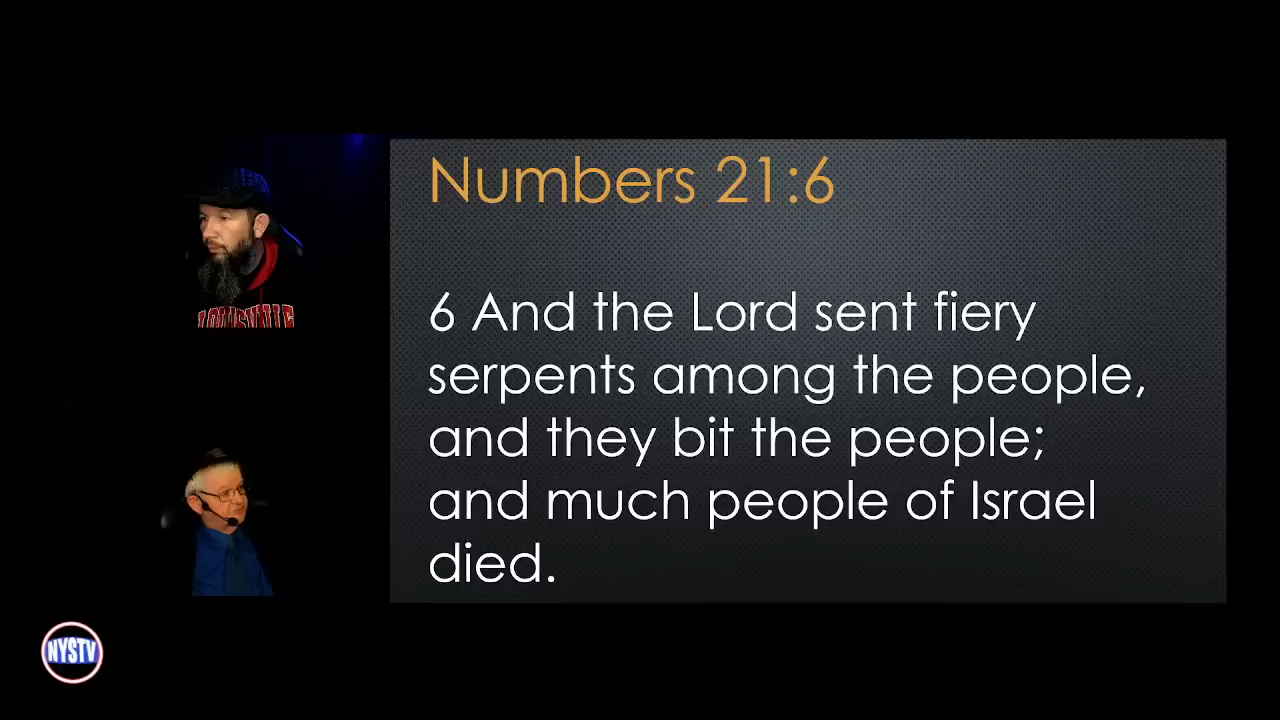 Numbers 21:6
6 And the Lord sent fiery
serpents among the people,
and they bit the people;
and much people of Israel
died.
LOUISVILLE
NYSTV